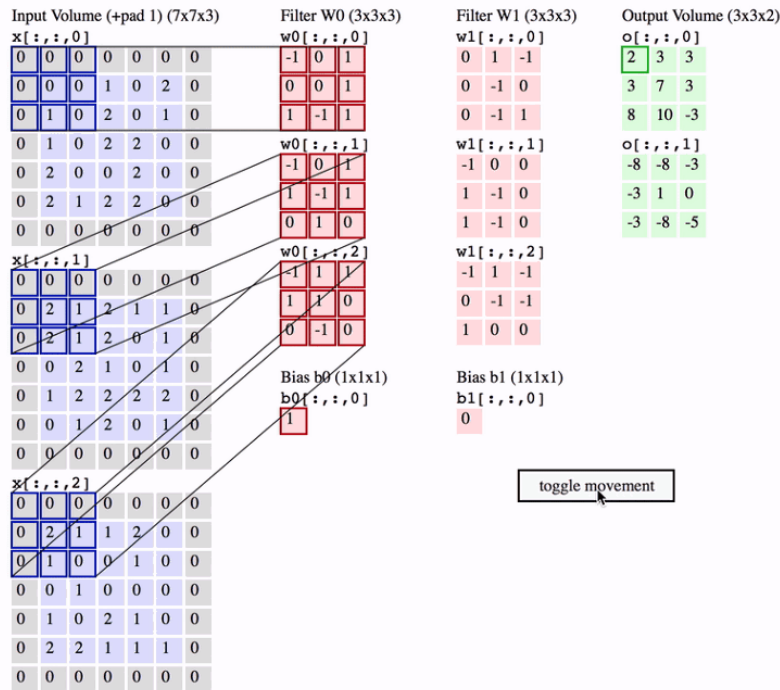 Input Volume (+pad 1) (7x7x3)
x[:,:,0]
0 0 0 0 0 0 0
0 0 0 1 0 2 0
0 1 0 2 0 1 0
0 1 0 2 2 0 0
0 2 0 0 2 0 0
0 2 1 2 2 0 0
0 0 0 0 0 0 0
x[:,:,1]
0 0 0 0 0 0 0
0 2 1 2 1 1 0
0 2 1 2 0 1 0
0 0 2 1 0 1 0
0 1 2 2 2 2 0
0 0 1 2 0 1 0
0 0 0 0 0 0 0
x[:,:,2]
0 0 0 0 0 0 0
0 2 1 1 2 0 0
0 1 0 0 1 0 0
0 0 1 0 0 0 0
0 1 0 2 1 0 0
0 2 2 1 1 1 0
0 0 0 0 0 0 0
Filter W0 (3x3x3)
w0[:,:,0]
-1 0 1
0 0 1
1 -1 1
w0[:,:,1]
-1 0 1
1 -1 1
0 1 0
w0[:,:,2]
-1 1 1
1 1 0
0 -1 0
Bias b0 (1x1x1)
b0[:,:,0]
1
Filter W1 (3x3x3)
w1[:,:,0]
0 1 -1
0 -1 0
0 -1 1
w1[:,:,1]
-1 0 0
1 -1 0
1 -1 0
w1[:,:,2]
-1 1 -1
0 -1 -1
1 0 0
Bias b1 (1x1x1)
b1[:,:,0]
0
Output Volume (3x3x2)
o[:,:,0]
2 3 3
3 7 3
8 10 -3
o[:,:,1]
-8 -8 -3
-3 1 0
-3 -8 -5
toggle movement